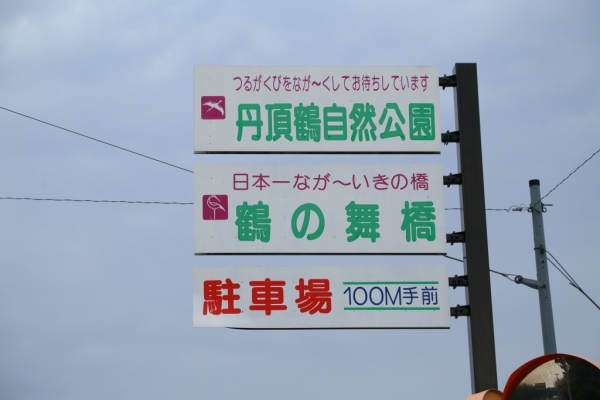 つるがくびをなが〜くしてお待ちしています
丹頂鶴自然公園
日本一なが〜いきの橋
鶴の舞橋
駐車場 100M手前